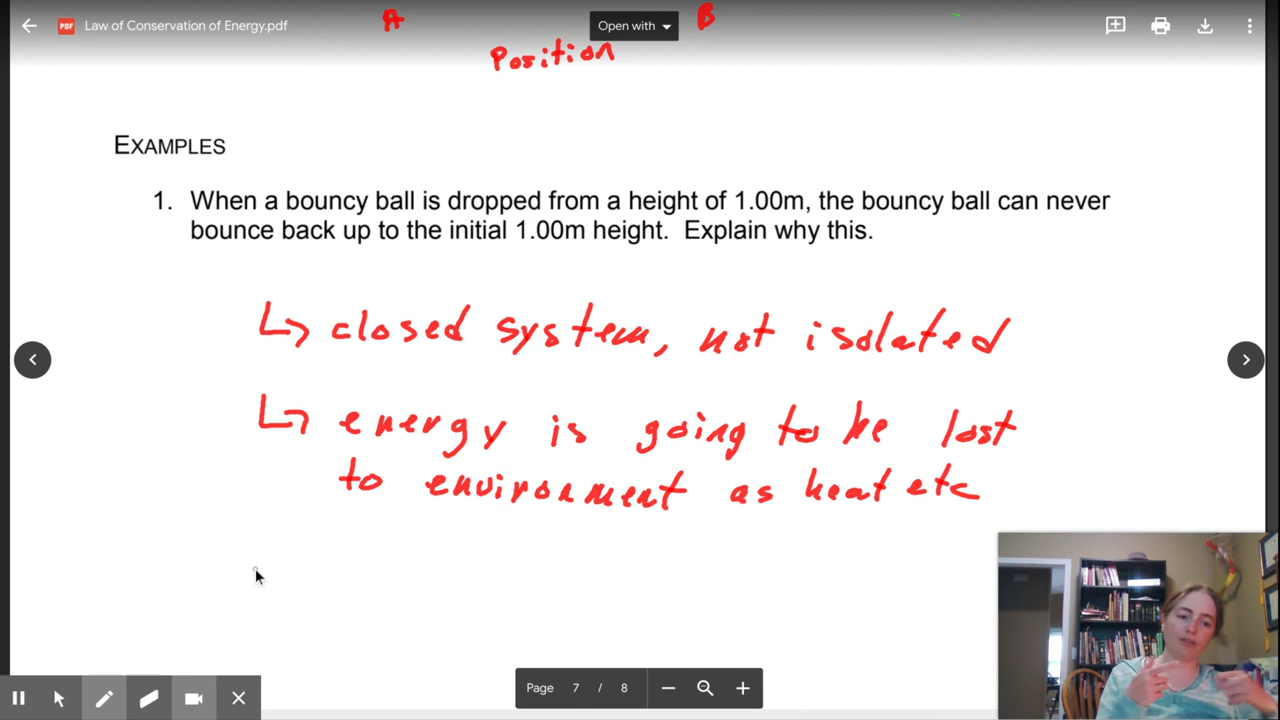 Law of Conservation of Energy.pdf
PDF
Open with
A
B
Position
EXAMPLES
1. When a bouncy ball is dropped from a height of 1.00m, the bouncy ball can never
bounce back up to the initial 1.00m height. Explain why this.
↳ closed system, not isolated
↳ energy is going to be lost
to environment as heat etc
Page 7 / 8